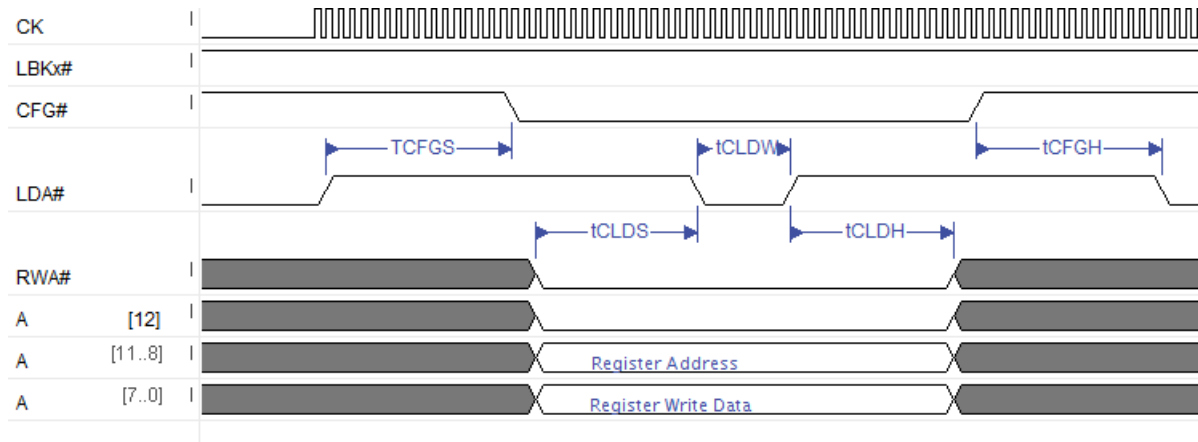 CK
LBKx#
CFG#
TCFGS tCLDW tCFGH
LDA#
tCLDS tCLDH
RWA#
A [12]
A [11..8] Register Address
A [7..0] Register Write Data